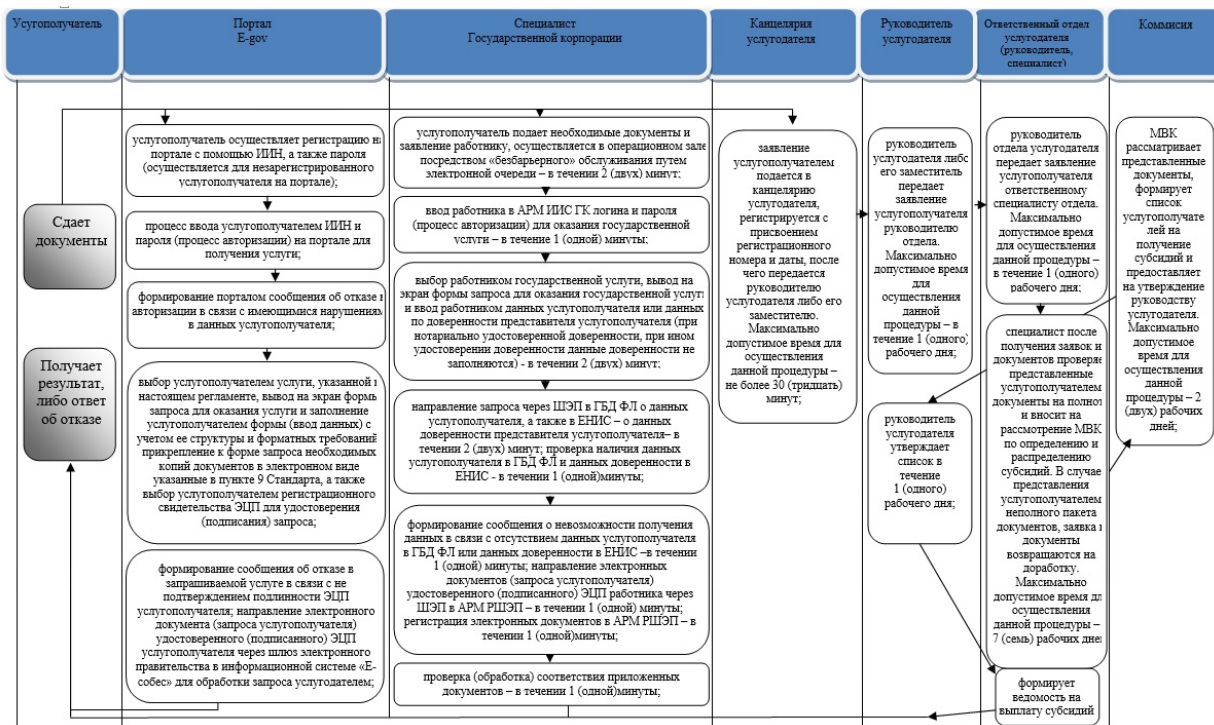 Усугополучатель
Портал
E-gov
Специалист
Государственной корпорации
Канцелярия
услугодателя
Руководитель
услугодателя
Ответственный отдел
услугодателя
(руководитель,
специалист)
Коммисия
Сдает
документы
Получает
результат,
либо ответ
об отказе
услугополучатель осуществляет регистрацию на
портале с помощью ИИН, а также пароля
(осуществляется для незарегистрированного
услугополучателя на портале);
процесс ввода услугополучателем ИИН и
пароля (процесс авторизации) на портале для
получения услуги;
формирование порталом сообщения об отказе в
авторизации в связи с имеющимися нарушениям
в данных услугополучателя;
выбор услугополучателем услуги, указанной в
настоящем регламенте, вывод на экран формы
запроса для оказания услуги и заполнение
услугополучателем формы (ввод данных) с
учетом ее структуры и форматных требований
прикрепление к форме запроса необходимых
копий документов в электронном виде
указанные в пункте 9 Стандарта, а также
выбор услугополучателем регистрационного
свидетельства ЭЦП для удостоверения
(подписания) запроса;
формирование сообщения об отказе в
запрашиваемой услуге в связи с не
подтверждением подлинности ЭЦП
услугополучателя; направление электронного
документа (запроса услугополучателя)
удостоверенного (подписанного) ЭЦП
услугополучателя через шлюз электронного
правительства в информационной системе «Е-
собес» для обработки запроса услугодателем;
услугополучатель подает необходимые документы и
заявление работнику, осуществляется в операционном зале
посредством «безбарьерного» обслуживания путем
электронной очереди – в течении 2 (двух) минут;
ввод работника в АРМ ИИС ГК логина и пароля
(процесс авторизации) для оказания государственной
услуги – в течение 1 (одной) минуты;
выбор работником государственной услуги, вывод на
экран формы запроса для оказания государственной услуг
и ввод работником данных услугополучателя или данных
по доверенности представителя услугополучателя (при
нотариально удостоверенной доверенности, при ином
удостоверении доверенности данные доверенности не
заполняются) - в течении 2 (двух) минут;
направление запроса через ШЭП в ГБД ФЛ о данных
услугополучателя, а также в ЕНИС – о данных
доверенности представителя услугополучателя– в
течении 2 (двух) минут; проверка наличия данных
услугополучателя в ГБД ФЛ и данных доверенности в
ЕНИС - в течении 1 (одной)минуты;
формирование сообщения о невозможности получения
данных в связи с отсутствием данных услугополучателя
в ГБД ФЛ или данных доверенности в ЕНИС –в течении
1 (одной) минуты; направление электронных
документов (запроса услугополучателя)
удостоверенного (подписанного) ЭЦП работника через
ШЭП в АРМ РШЭП – в течении 1 (одной) минуты;
регистрация электронных документов в АРМ РШЭП – в
течении 1 (одной)минуты;
проверка (обработка) соответствия приложенных
документов – в течении 1 (одной)минуты;
заявление
услугополучателем
подается в
канцелярию
услугодателя,
регистрируется с
присвоением
регистрационного
номера и даты, после
чего передается
руководителю
услугодателя либо его
заместителю.
Максимально
допустимое время для
осуществления
данной процедуры –
не более 30 (тридцать)
минут;
руководитель
услугодателя либо
его заместитель
передает
заявление
услугополучателя
руководителю
отдела.
Максимально
допустимое время
для
осуществления
данной
процедуры – в
течение 1 (одного)
рабочего дня;
руководитель
услугодателя
утверждает
список в
течение
1 (одного)
рабочего дня;
руководитель
отдела услугодателя
передает заявление
услугополучателя
ответственному
специалисту отдела.
Максимально
допустимое время
для осуществления
данной процедуры –
в течение 1 (одного)
рабочего дня;
специалист после
получения заявок и
документов проверяе
представленные
услугополучателем
документы на полнот
и вносит на
рассмотрение МВК
по определению и
распределению
субсидий. В случае
представления
услугополучателем
неполного пакета
документов, заявка и
документы
возвращаются на
доработку.
Максимально
допустимое время дл
осуществления
данной процедуры –
7 (семь) рабочих дне
формирует
ведомость на
выплату субсидий
МВК
рассматривает
представленные
документы,
формирует
список
услугополучате
лей на
получение
субсидий и
предоставляет
на утверждение
руководству
услугодателя.
Максимально
допустимое
время для
осуществления
данной
процедуры – 2
(двух) рабочих
дней;